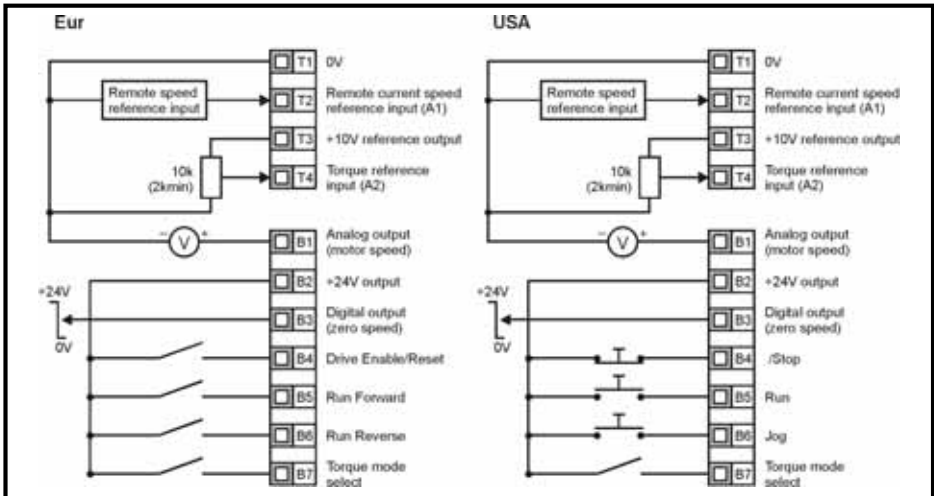 Eur
T1 0V
Remote speed
reference input
T2 Remote current speed
reference input (A1)
T3 +10V reference output
10k
(2kmin)
T4 Torque reference
input (A2)
− V +
B1 Analog output
(motor speed)
B2 +24V output
+24V
0V
B3 Digital output
(zero speed)
B4 Drive Enable/Reset
B5 Run Forward
B6 Run Reverse
B7 Torque mode
select
USA
T1 0V
Remote speed
reference input
T2 Remote current speed
reference input (A1)
T3 +10V reference output
10k
(2kmin)
T4 Torque reference
input (A2)
− V +
B1 Analog output
(motor speed)
B2 +24V output
+24V
0V
B3 Digital output
(zero speed)
B4 /Stop
B5 Run
B6 Jog
B7 Torque mode
select